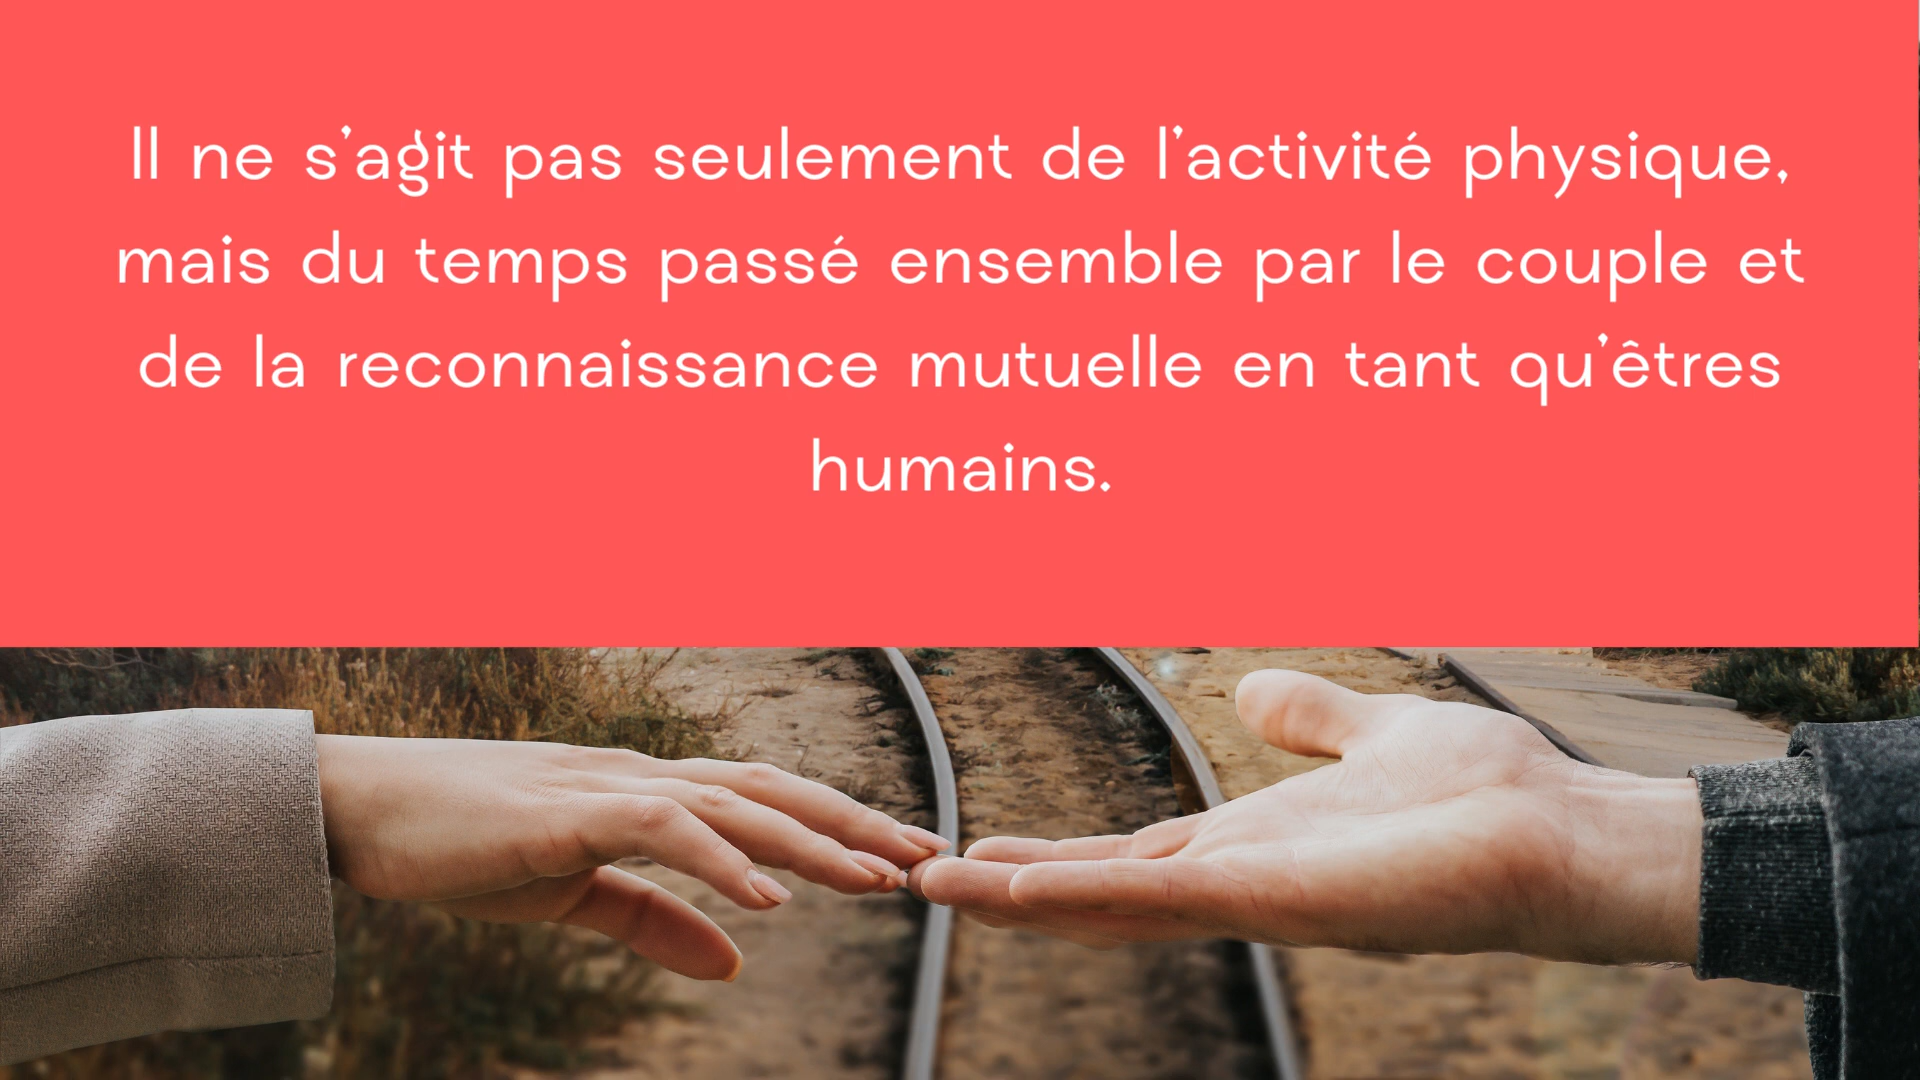 Il ne s’agit pas seulement de l’activité physique,
mais du temps passé ensemble par le couple et
de la reconnaissance mutuelle en tant qu’êtres
humains.